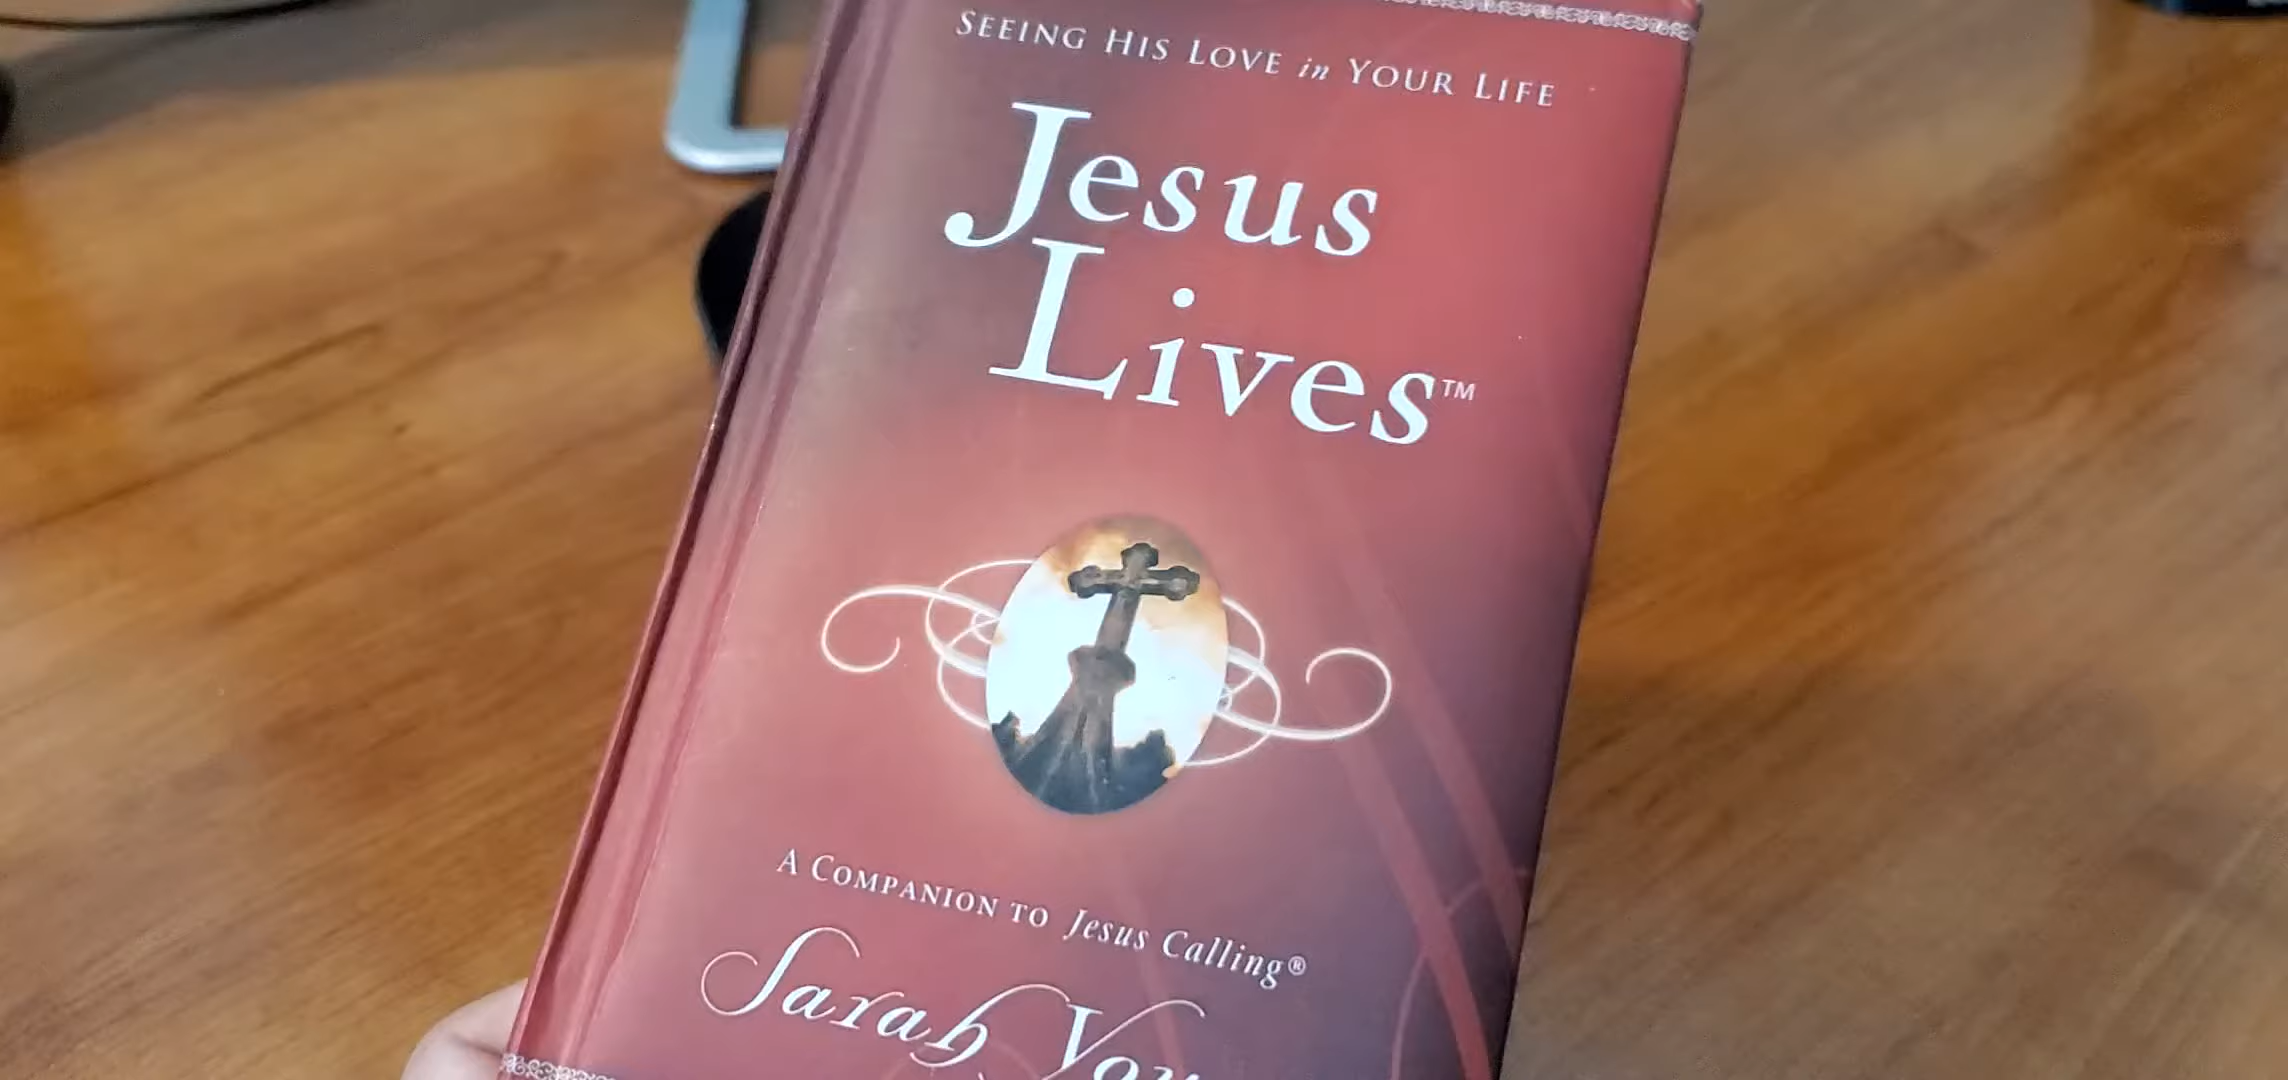 SEEING HIS LOVE in YOUR LIFE
Jesus
Lives™
A COMPANION TO Jesus Calling®
Sarah